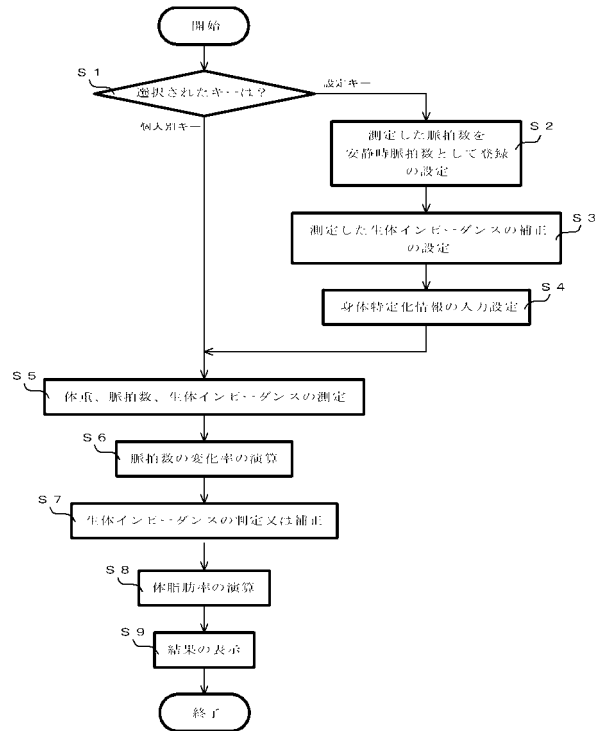 開始
S1
選択されたキーは？
設定キー
個人別キー
S2
測定した脈拍数を
安静時脈拍数として登録
の設定
S3
測定した生体インピーダンスの補正
の設定
S4
身体特定化情報の入力設定
S5
体重、脈拍数、生体インピーダンスの測定
S6
脈拍数の変化率の演算
S7
生体インピーダンスの判定又は補正
S8
体脂肪率の演算
S9
結果の表示
終了